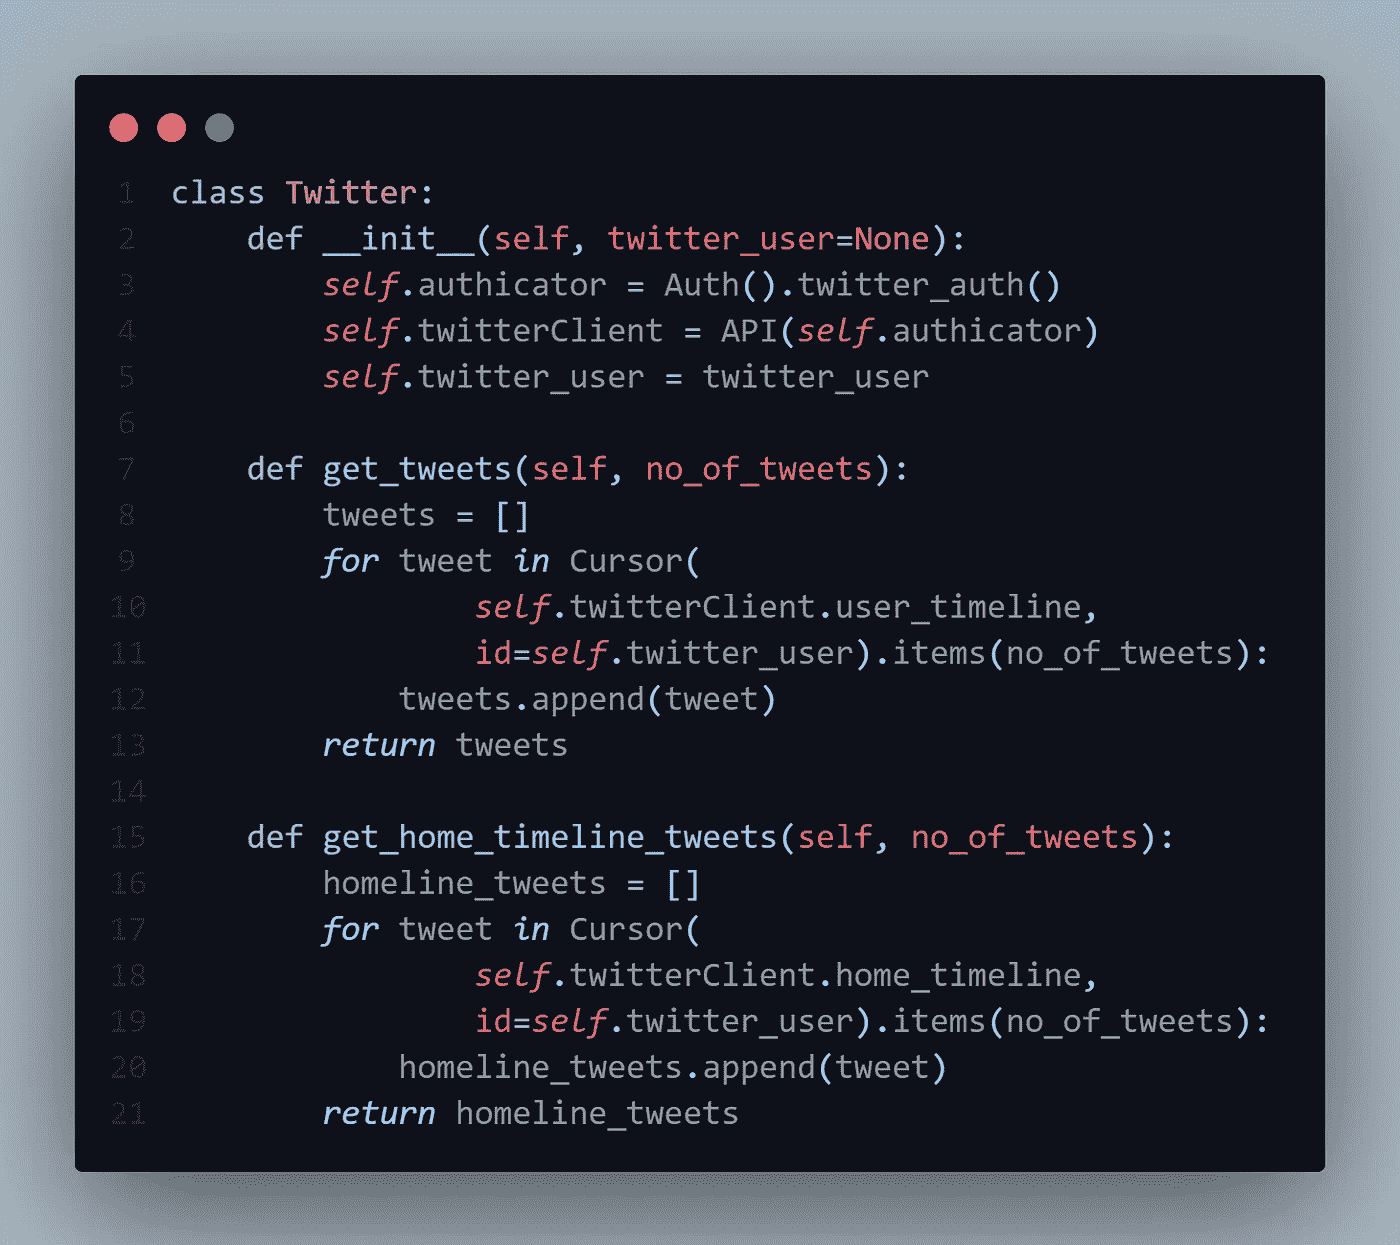 1 class Twitter:
2     def __init__(self, twitter_user=None):
3         self.authicator = Auth().twitter_auth()
4         self.twitterClient = API(self.authicator)
5         self.twitter_user = twitter_user
6
7     def get_tweets(self, no_of_tweets):
8         tweets = []
9         for tweet in Cursor(
10                 self.twitterClient.user_timeline,
11                 id=self.twitter_user).items(no_of_tweets):
12             tweets.append(tweet)
13         return tweets
14
15     def get_home_timeline_tweets(self, no_of_tweets):
16         homeline_tweets = []
17         for tweet in Cursor(
18                 self.twitterClient.home_timeline,
19                 id=self.twitter_user).items(no_of_tweets):
20             homeline_tweets.append(tweet)
21         return homeline_tweets